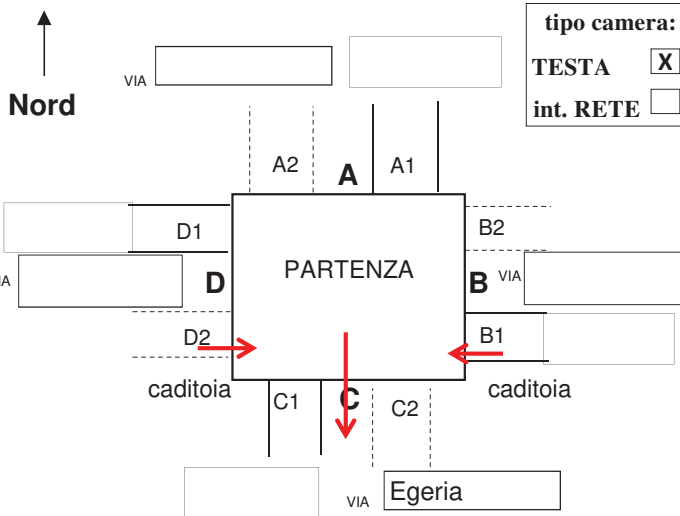 tipo camera:
TESTA X
int. RETE
Nord
VIA
A2
A
A1
D1
B2
PARTENZA
D
B
VIA
IA
D2
B1
caditoia
caditoia
C1
C
C2
VIA
Egeria